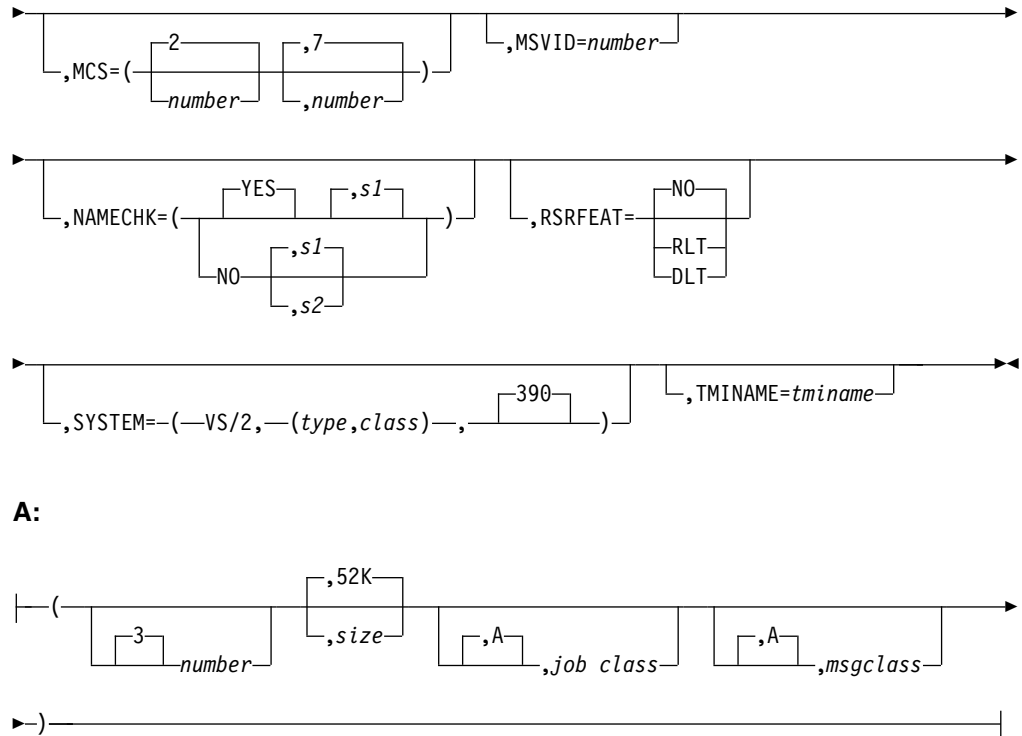 2 ,7 ,MSVID=number
,MCS=( )
number ,number
YES ,s1 NO
,NAMECHK=( ) ,RSRFEAT=
,s1 RLT
NO DLT
,s2
390 ,TMINAME=tminame
,SYSTEM= ( VS/2, (type,class) , )
A:
,52K
(
3 ,size ,A ,A
number ,job class ,msgclass
)